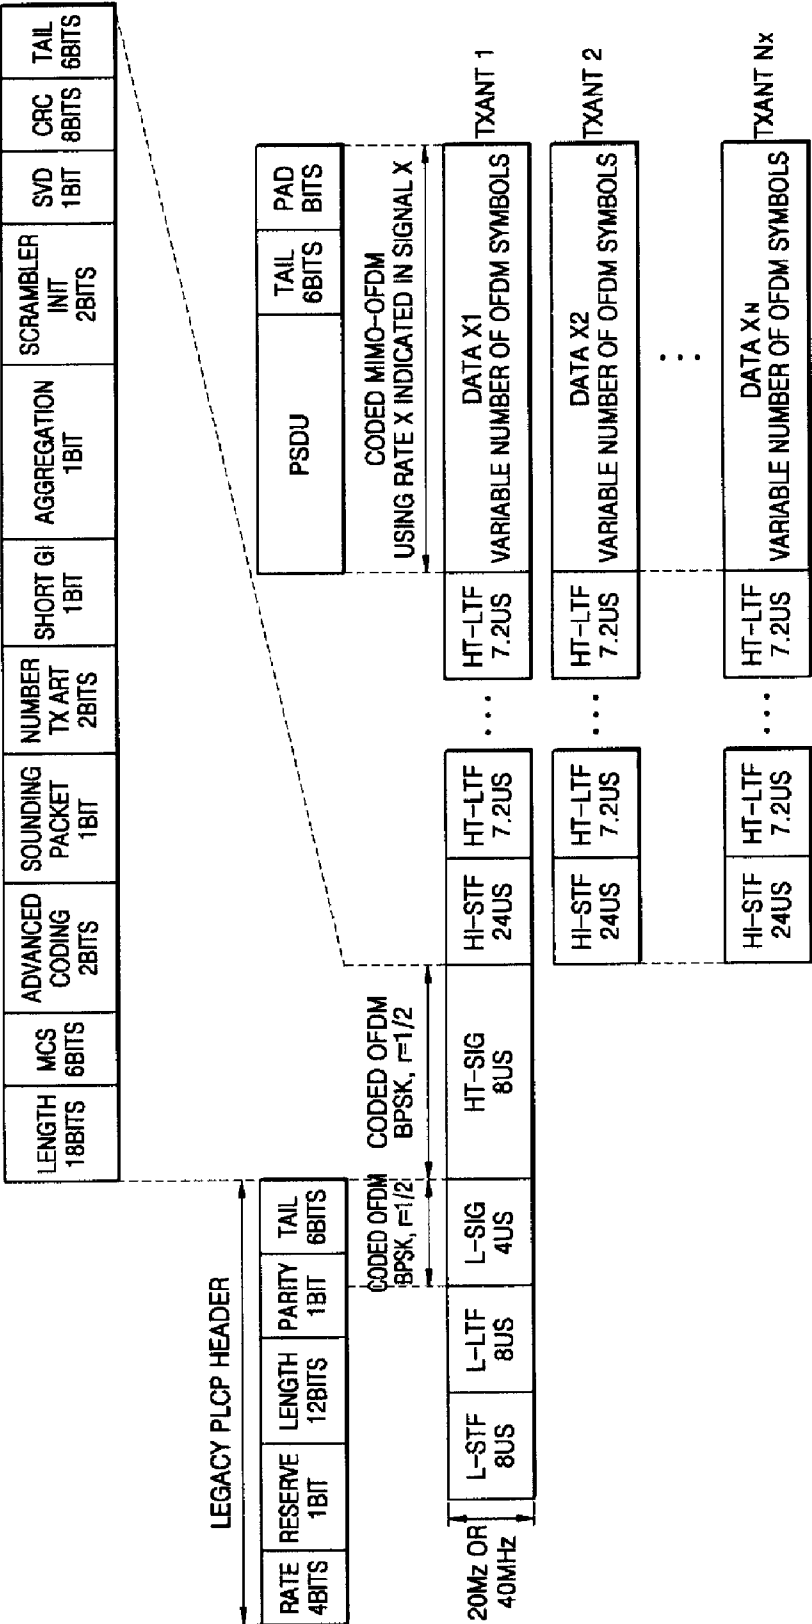 LENGTH
18BITS
MCS
6BITS
ADVANCED
CODING
2BITS
SOUNDING
PACKET
1BIT
NUMBER
TX ART
2BITS
SHORT GI
1BIT
AGGREGATION
1BIT
SCRAMBLER
INIT
2BITS
SVD
1BIT
CRC
8BITS
TAIL
6BITS
LEGACY PLCP HEADER
RATE
4BITS
RESERVE
1BIT
LENGTH
12BITS
PARITY
1BIT
TAIL
6BITS
PSDU
TAIL
6BITS
PAD
BITS
CODED OFDM
BPSK, r=1/2
CODED OFDM
BPSK, r=1/2
CODED MIMO-OFDM
USING RATE X INDICATED IN SIGNAL X
20Mz OR
40MHz
L-STF
8US
L-LTF
8US
L-SIG
4US
HT-SIG
8US
HI-STF
24US
HT-LTF
7.2US
...
HT-LTF
7.2US
DATA X1
VARIABLE NUMBER OF OFDM SYMBOLS
TXANT 1
HI-STF
24US
HT-LTF
7.2US
...
HT-LTF
7.2US
DATA X2
VARIABLE NUMBER OF OFDM SYMBOLS
TXANT 2
...
HI-STF
24US
HT-LTF
7.2US
...
HT-LTF
7.2US
DATA XN
VARIABLE NUMBER OF OFDM SYMBOLS
TXANT Nx